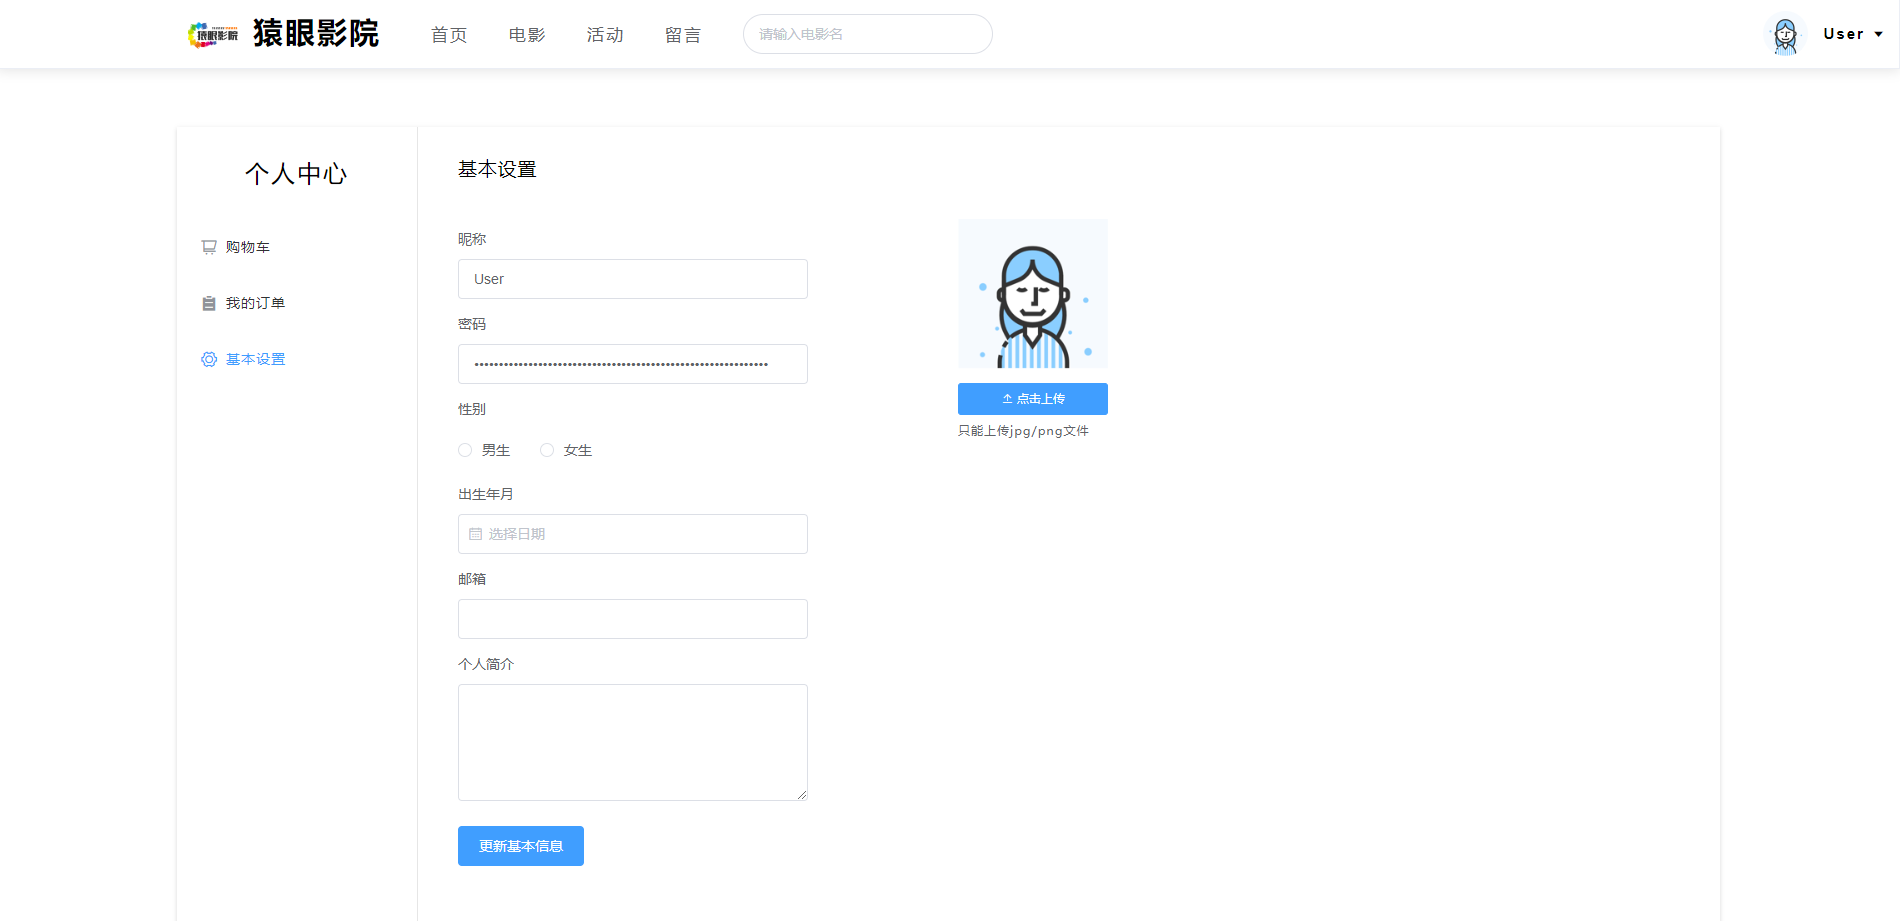 猿眼影院 猿眼影院 首页 电影 活动 留言 请输入电影名 User
个人中心
购物车
我的订单
基本设置
基本设置
昵称
User
密码
••••••••••••••••••••••••••••••••••••••••••••••••••••••••••••
性别
男生 女生
出生年月
选择日期
邮箱
个人简介
更新基本信息
点击上传
只能上传jpg/png文件